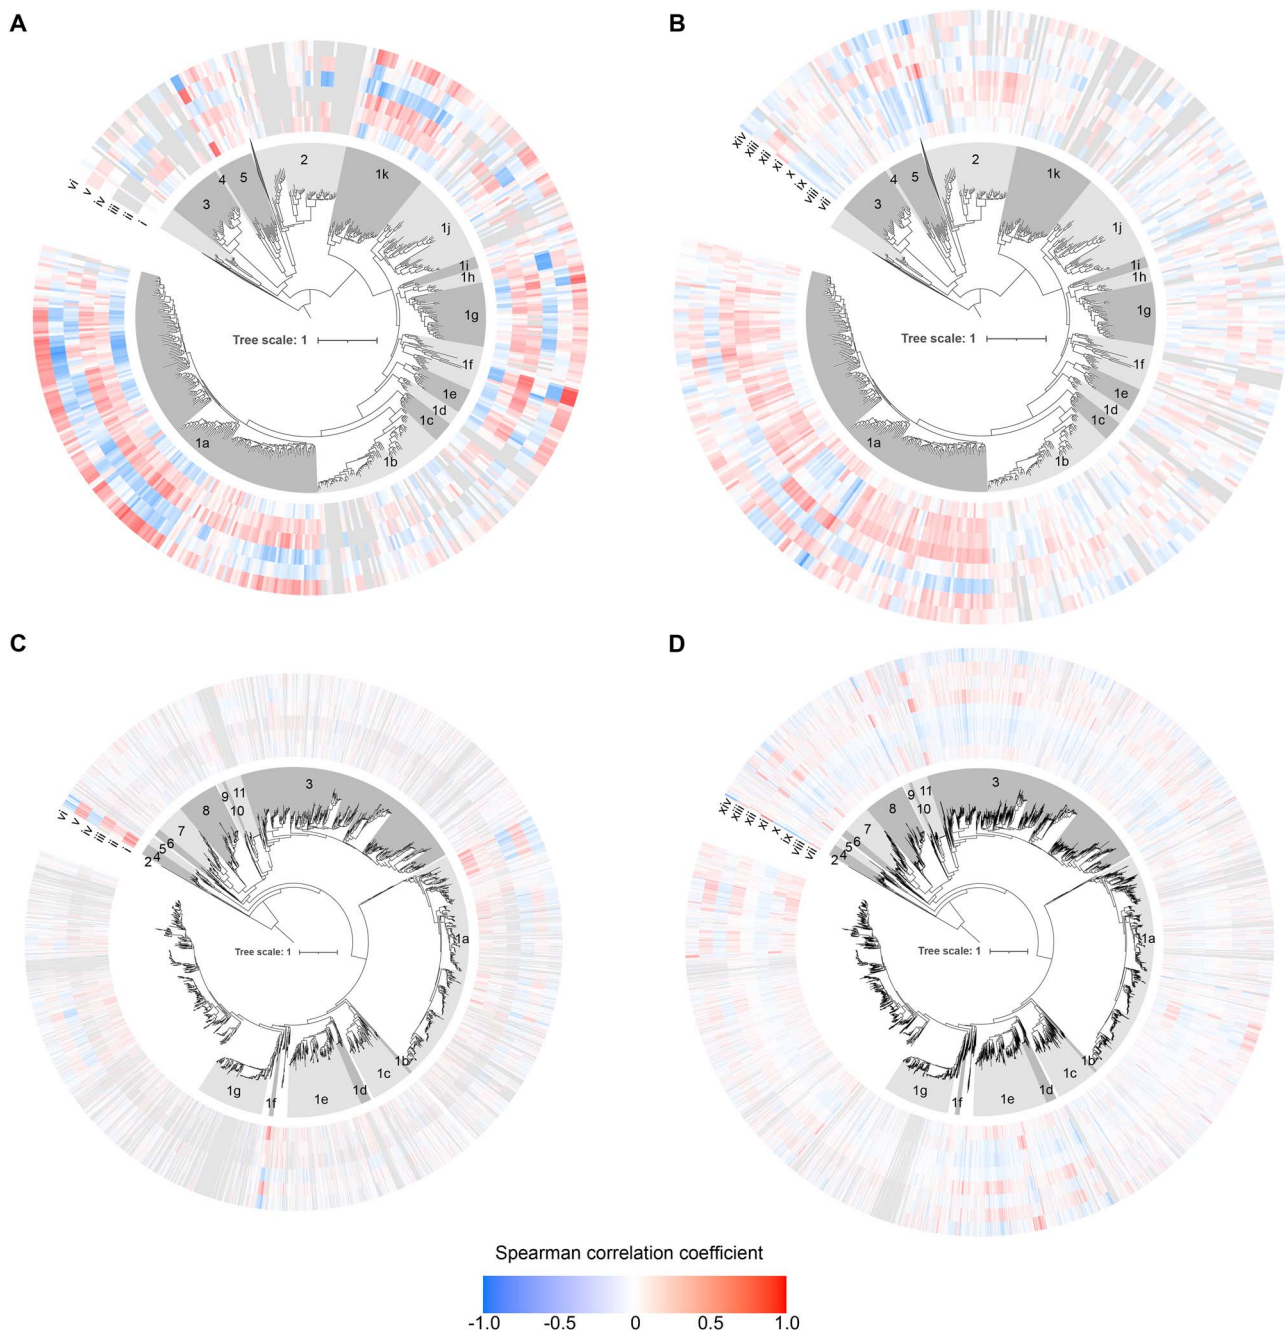 A
B
vi
v
iv
iii
ii
i
3
4
5
2
1k
1j
1i
1h
1g
1f
1e
1d
1c
1b
1a
Tree scale: 1
xiv
xiii
xii
xi
x
ix
viii
vii
3
4
5
2
1k
1j
1i
1h
1g
1f
1e
1d
1c
1b
1a
Tree scale: 1
C
D
vi
v
iv
iii
ii
i
2
4
5
6
7
8
9
10
11
3
1a
1b
1c
1d
1e
1f
1g
Tree scale: 1
xiv
xiii
xii
xi
x
ix
viii
vii
2
4
5
6
7
8
9
10
11
3
1a
1b
1c
1d
1e
1f
1g
Tree scale: 1
Spearman correlation coefficient
-1.0 -0.5 0 0.5 1.0